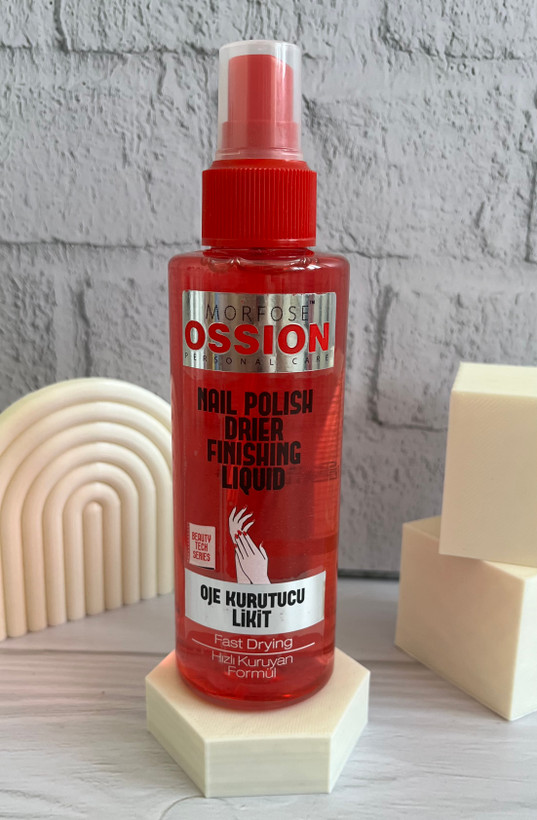 MORFOSE™
OSSION
PERSONAL CARE
NAIL POLISH
DRIER
FINISHING
LIQUID
BEAUTY
TECH
SERIES
OJE KURUTUCU
LİKİT
Fast Drying
Hızlı Kuruyan
Formül